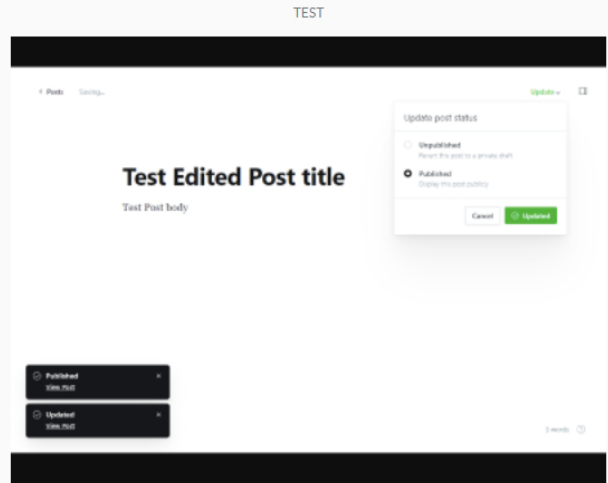 TEST
Posts Saving...
Update
Update post status
Unpublished
Revert this post to a private draft
Published
Display this post publicly
Cancel Updated
Test Edited Post title
Test Post body
Published
View Post
Updated
View Post
3 words